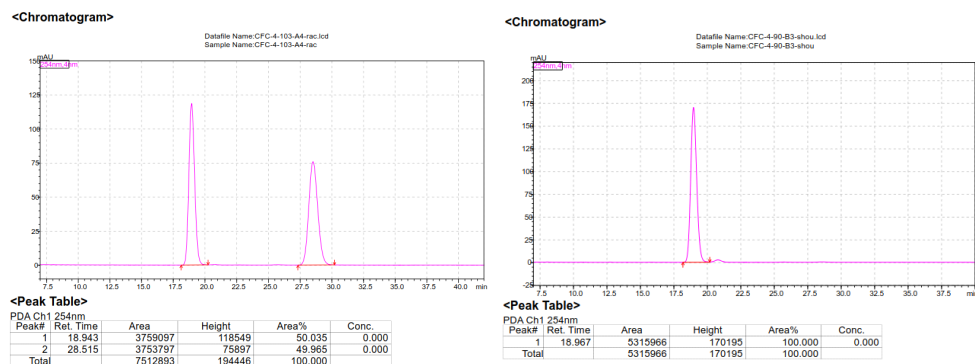 <Chromatogram>
Datafile Name:CFC-4-103-A4-rac.lcd
Sample Name:CFC-4-103-A4-rac
mAU
150
254nm,4nm
125
100
75
50
25
0
7.5 10.0 12.5 15.0 17.5 20.0 22.5 25.0 27.5 30.0 32.5 35.0 37.5 40.0 min
<Peak Table>
PDA Ch1 254nm
Peak# Ret. Time Area Height Area% Conc.
1 18.943 3759097 118549 50.035 0.000
2 28.515 3753797 75897 49.965 0.000
Total 7512893 194446 100.000
<Chromatogram>
Datafile Name:CFC-4-90-B3-shou.lcd
Sample Name:CFC-4-90-B3-shou
mAU
254nm,4nm
200
175
150
125
100
75
50
25
0
-25
7.5 10.0 12.5 15.0 17.5 20.0 22.5 25.0 27.5 30.0 32.5 35.0 37.5 min
<Peak Table>
PDA Ch1 254nm
Peak# Ret. Time Area Height Area% Conc.
1 18.967 5315966 170195 100.000 0.000
Total 5315966 170195 100.000